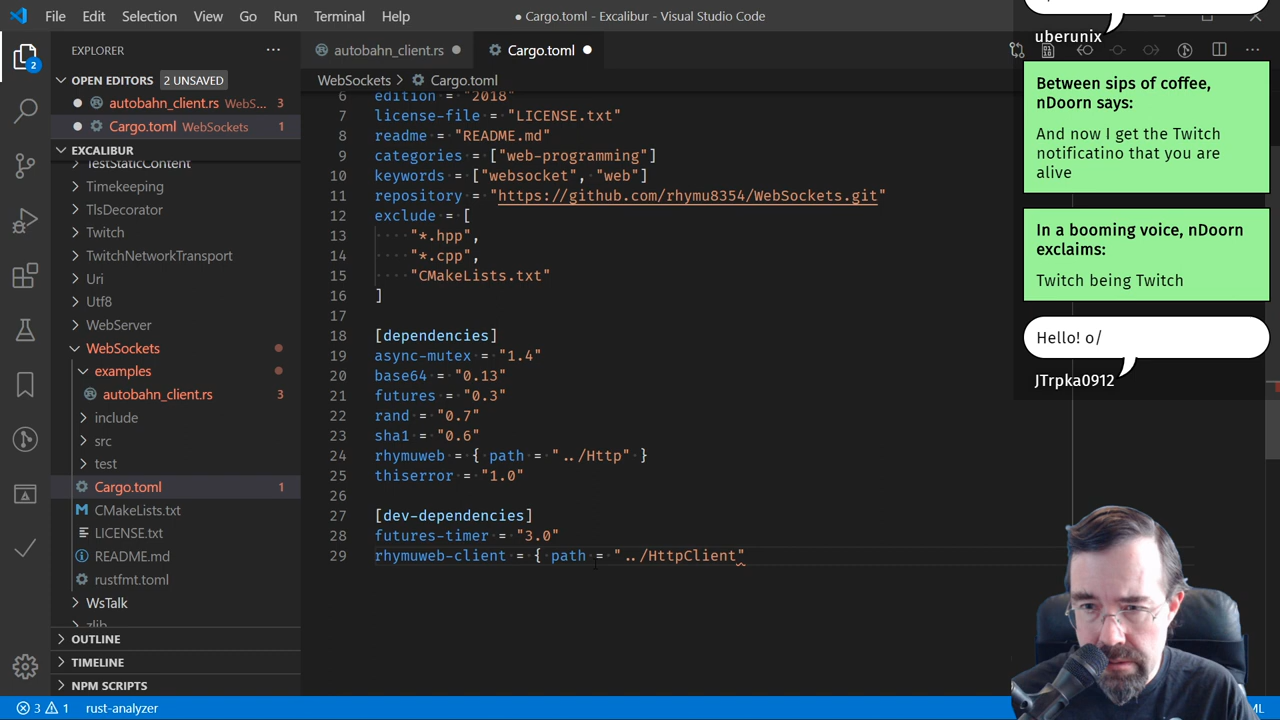 File Edit Selection View Go Run Terminal Help
● Cargo.toml - Excalibur - Visual Studio Code
EXPLORER
2
OPEN EDITORS 2 UNSAVED
autobahn_client.rs WebS... 3
Cargo.toml WebSockets 1
EXCALIBUR
TestStaticContent
Timekeeping
TlsDecorator
Twitch
TwitchNetworkTransport
Uri
Utf8
WebServer
WebSockets
examples
autobahn_client.rs 3
include
src
test
Cargo.toml 1
CMakeLists.txt
LICENSE.txt
README.md
rustfmt.toml
WsTalk
zlib
OUTLINE
TIMELINE
NPM SCRIPTS
autobahn_client.rs
Cargo.toml
WebSockets > Cargo.toml
6 edition = "2018"
7 license-file = "LICENSE.txt"
8 readme = "README.md"
9 categories = ["web-programming"]
10 keywords = ["websocket", "web"]
11 repository = "https://github.com/rhymu8354/WebSockets.git"
12 exclude = [
13 "*.hpp",
14 "*.cpp",
15 "CMakeLists.txt"
16 ]
17
18 [dependencies]
19 async-mutex = "1.4"
20 base64 = "0.13"
21 futures = "0.3"
22 rand = "0.7"
23 sha1 = "0.6"
24 rhymuweb = { path = "../Http" }
25 thiserror = "1.0"
26
27 [dev-dependencies]
28 futures-timer = "3.0"
29 rhymuweb-client = { path = "../HttpClient"
uberunix
Between sips of coffee,
nDoorn says:
And now I get the Twitch
notificatino that you are
alive
In a booming voice, nDoorn
exclaims:
Twitch being Twitch
Hello! o/
JTrpka0912
3 1 rust-analyzer